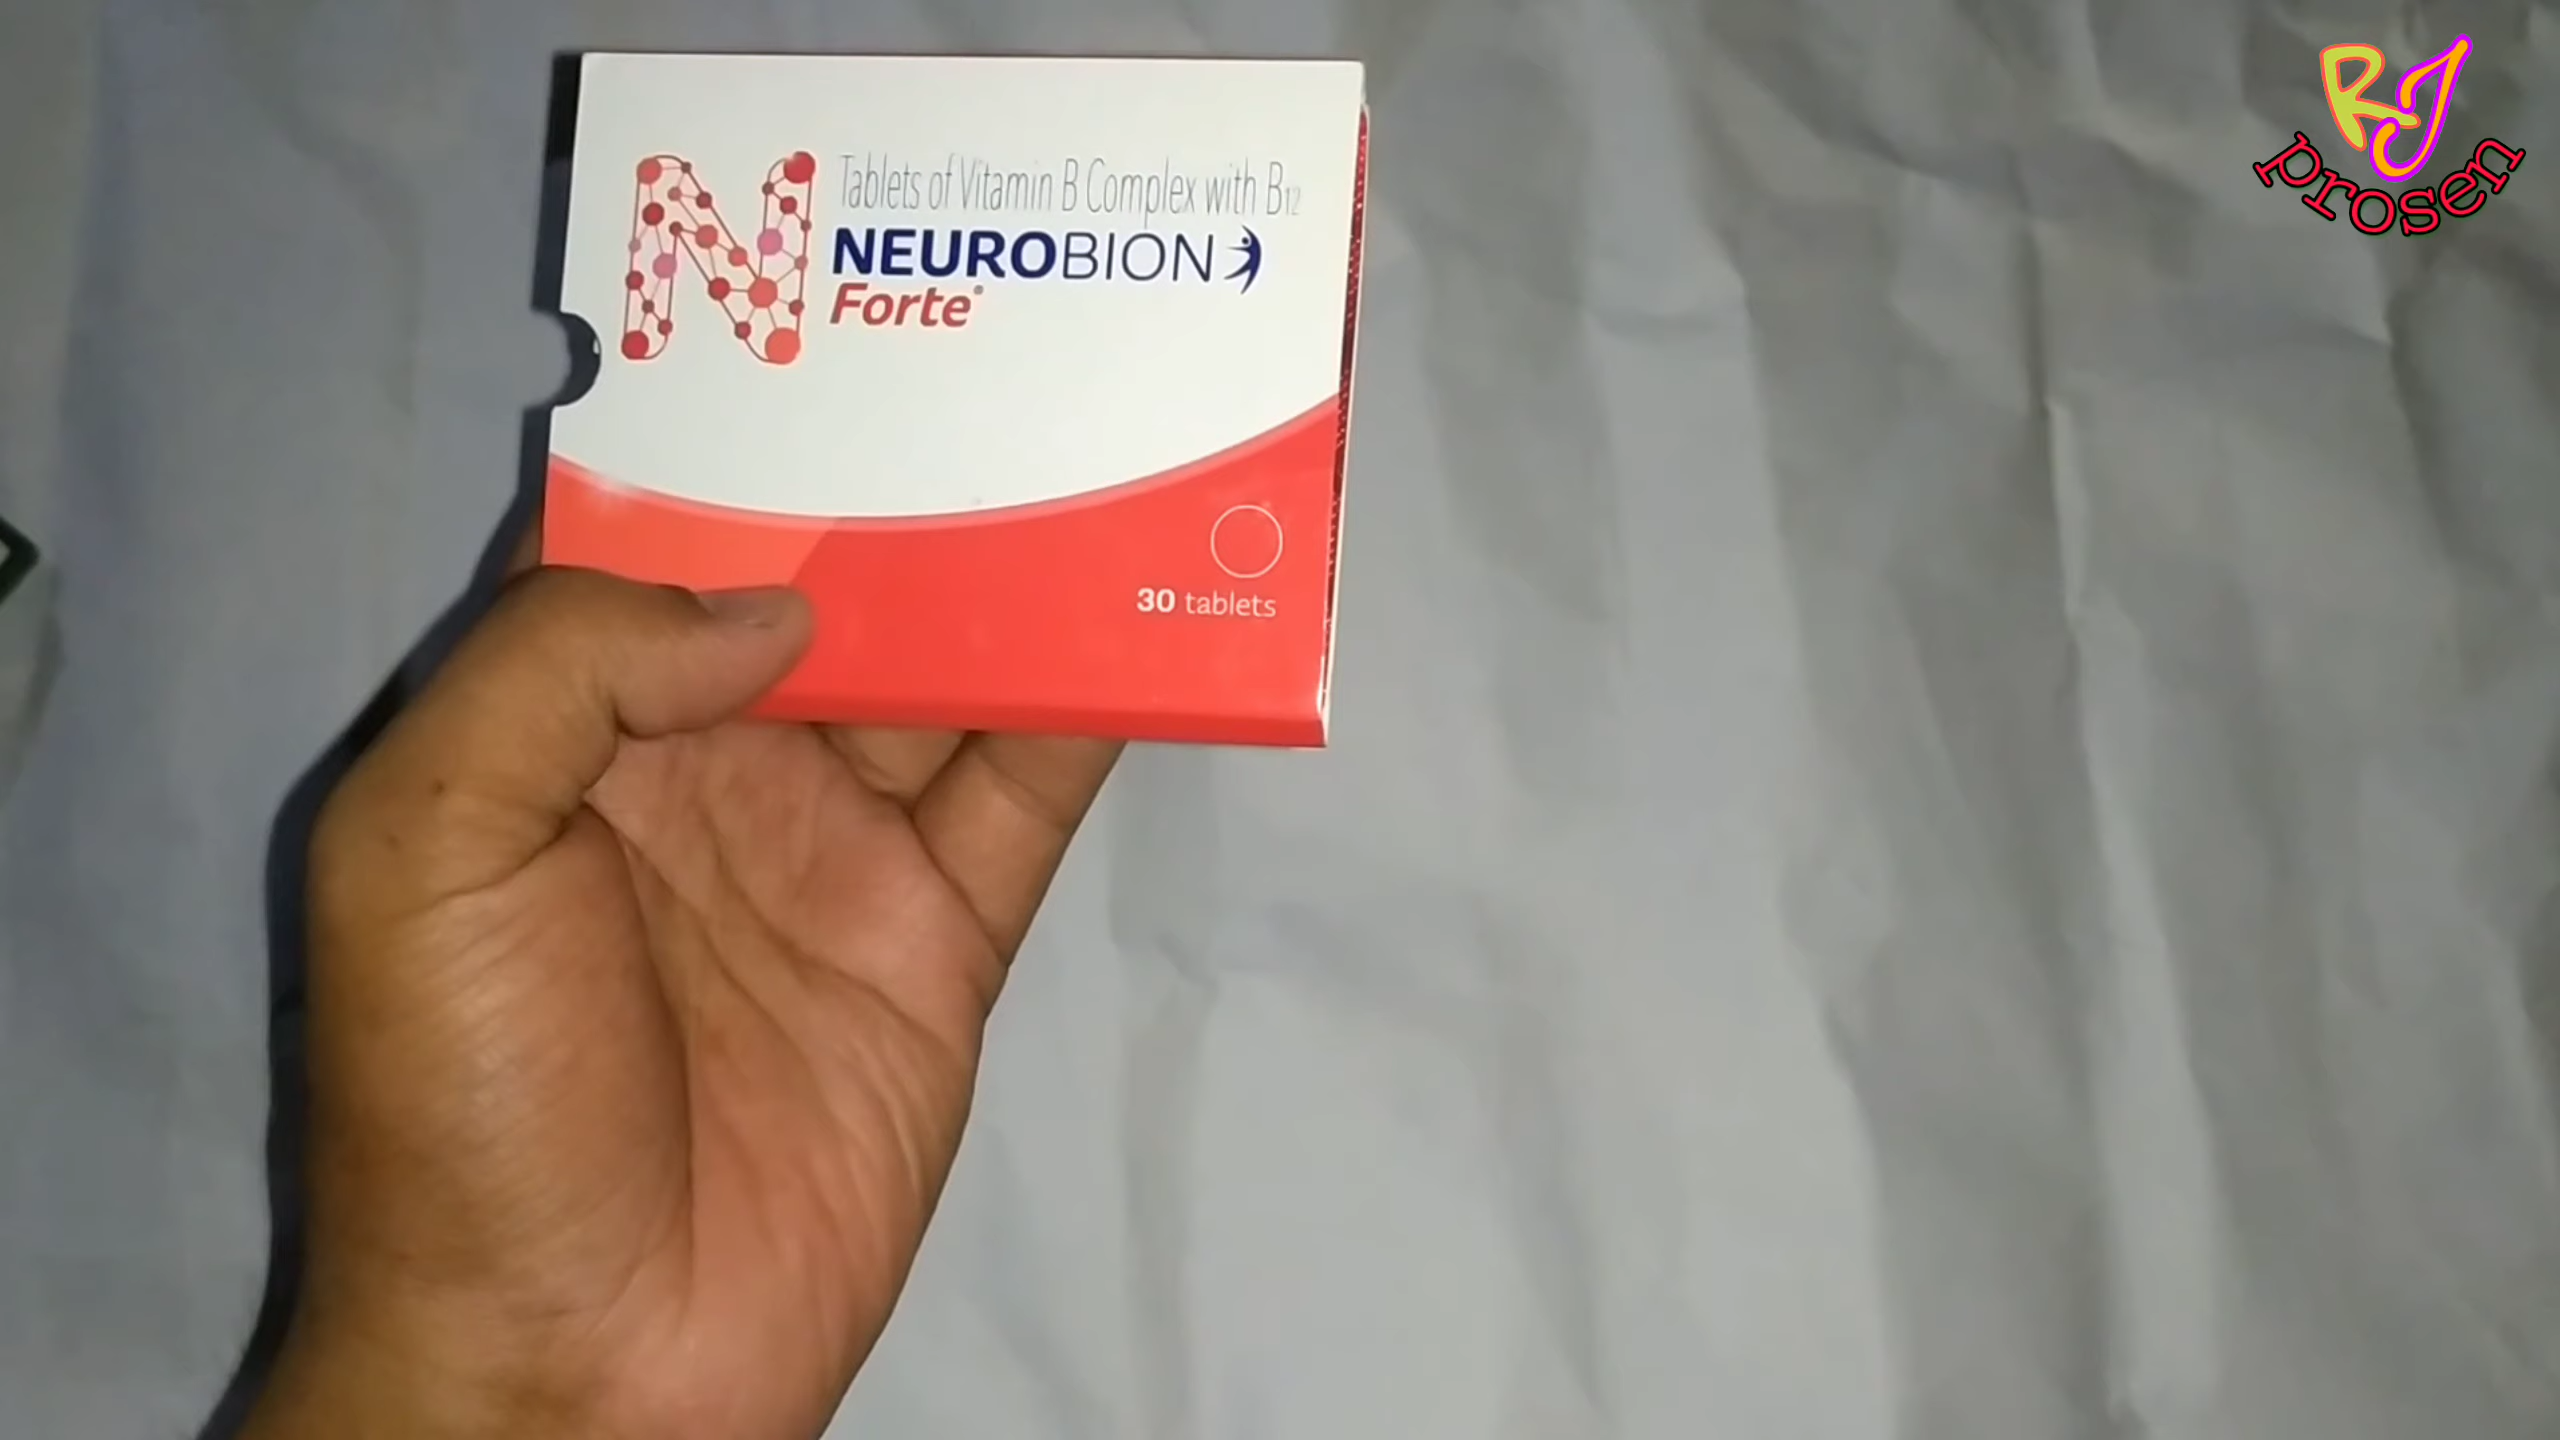 Tablets of Vitamin B Complex with B12
NEUROBION
Forte
30 tablets
RJ
prosen